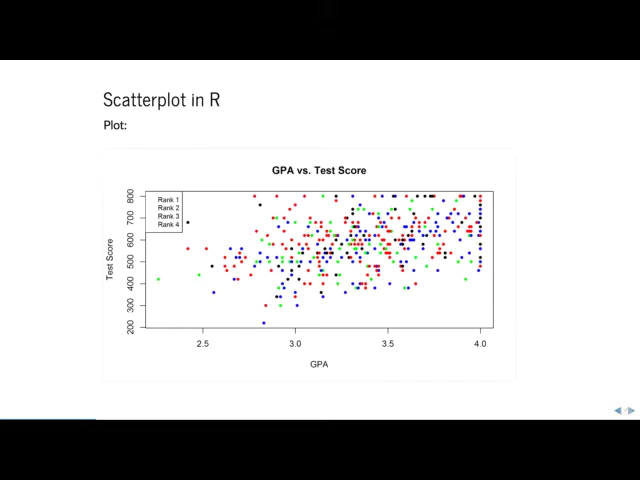 Scatterplot in R
Plot:
GPA vs. Test Score
Rank 1
Rank 2
Rank 3
Rank 4
Test Score
800
700
600
500
400
300
200
2.5 3.0 3.5 4.0
GPA